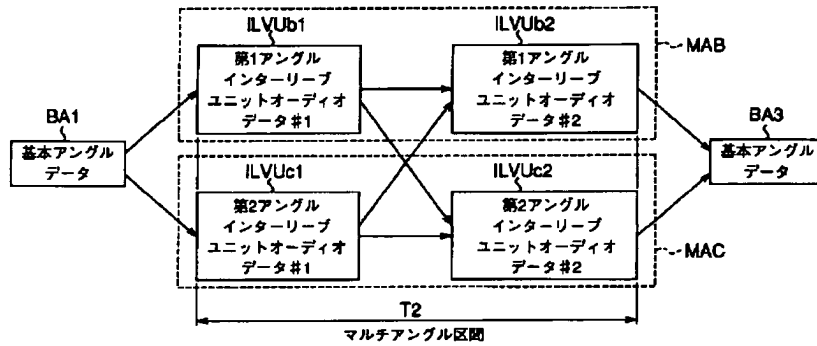 ILVUb1
ILVUb2
第1アングル
インターリーブ
ユニットオーディオ
データ#1
第1アングル
インターリーブ
ユニットオーディオ
データ#2
MAB
BA1
基本アングル
データ
BA3
基本アングル
データ
ILVUc1
ILVUc2
第2アングル
インターリーブ
ユニットオーディオ
データ#1
第2アングル
インターリーブ
ユニットオーディオ
データ#2
MAC
T2
マルチアングル区間